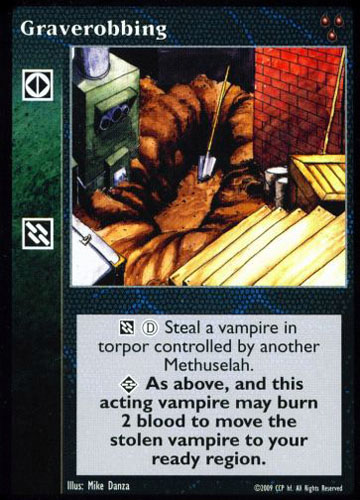 Graverobbing
D Steal a vampire in
torpor controlled by another
Methuselah.
As above, and this
acting vampire may burn
2 blood to move the
stolen vampire to your
ready region.
Illus: Mike Danza
©2009 CCP hf. All Rights Reserved